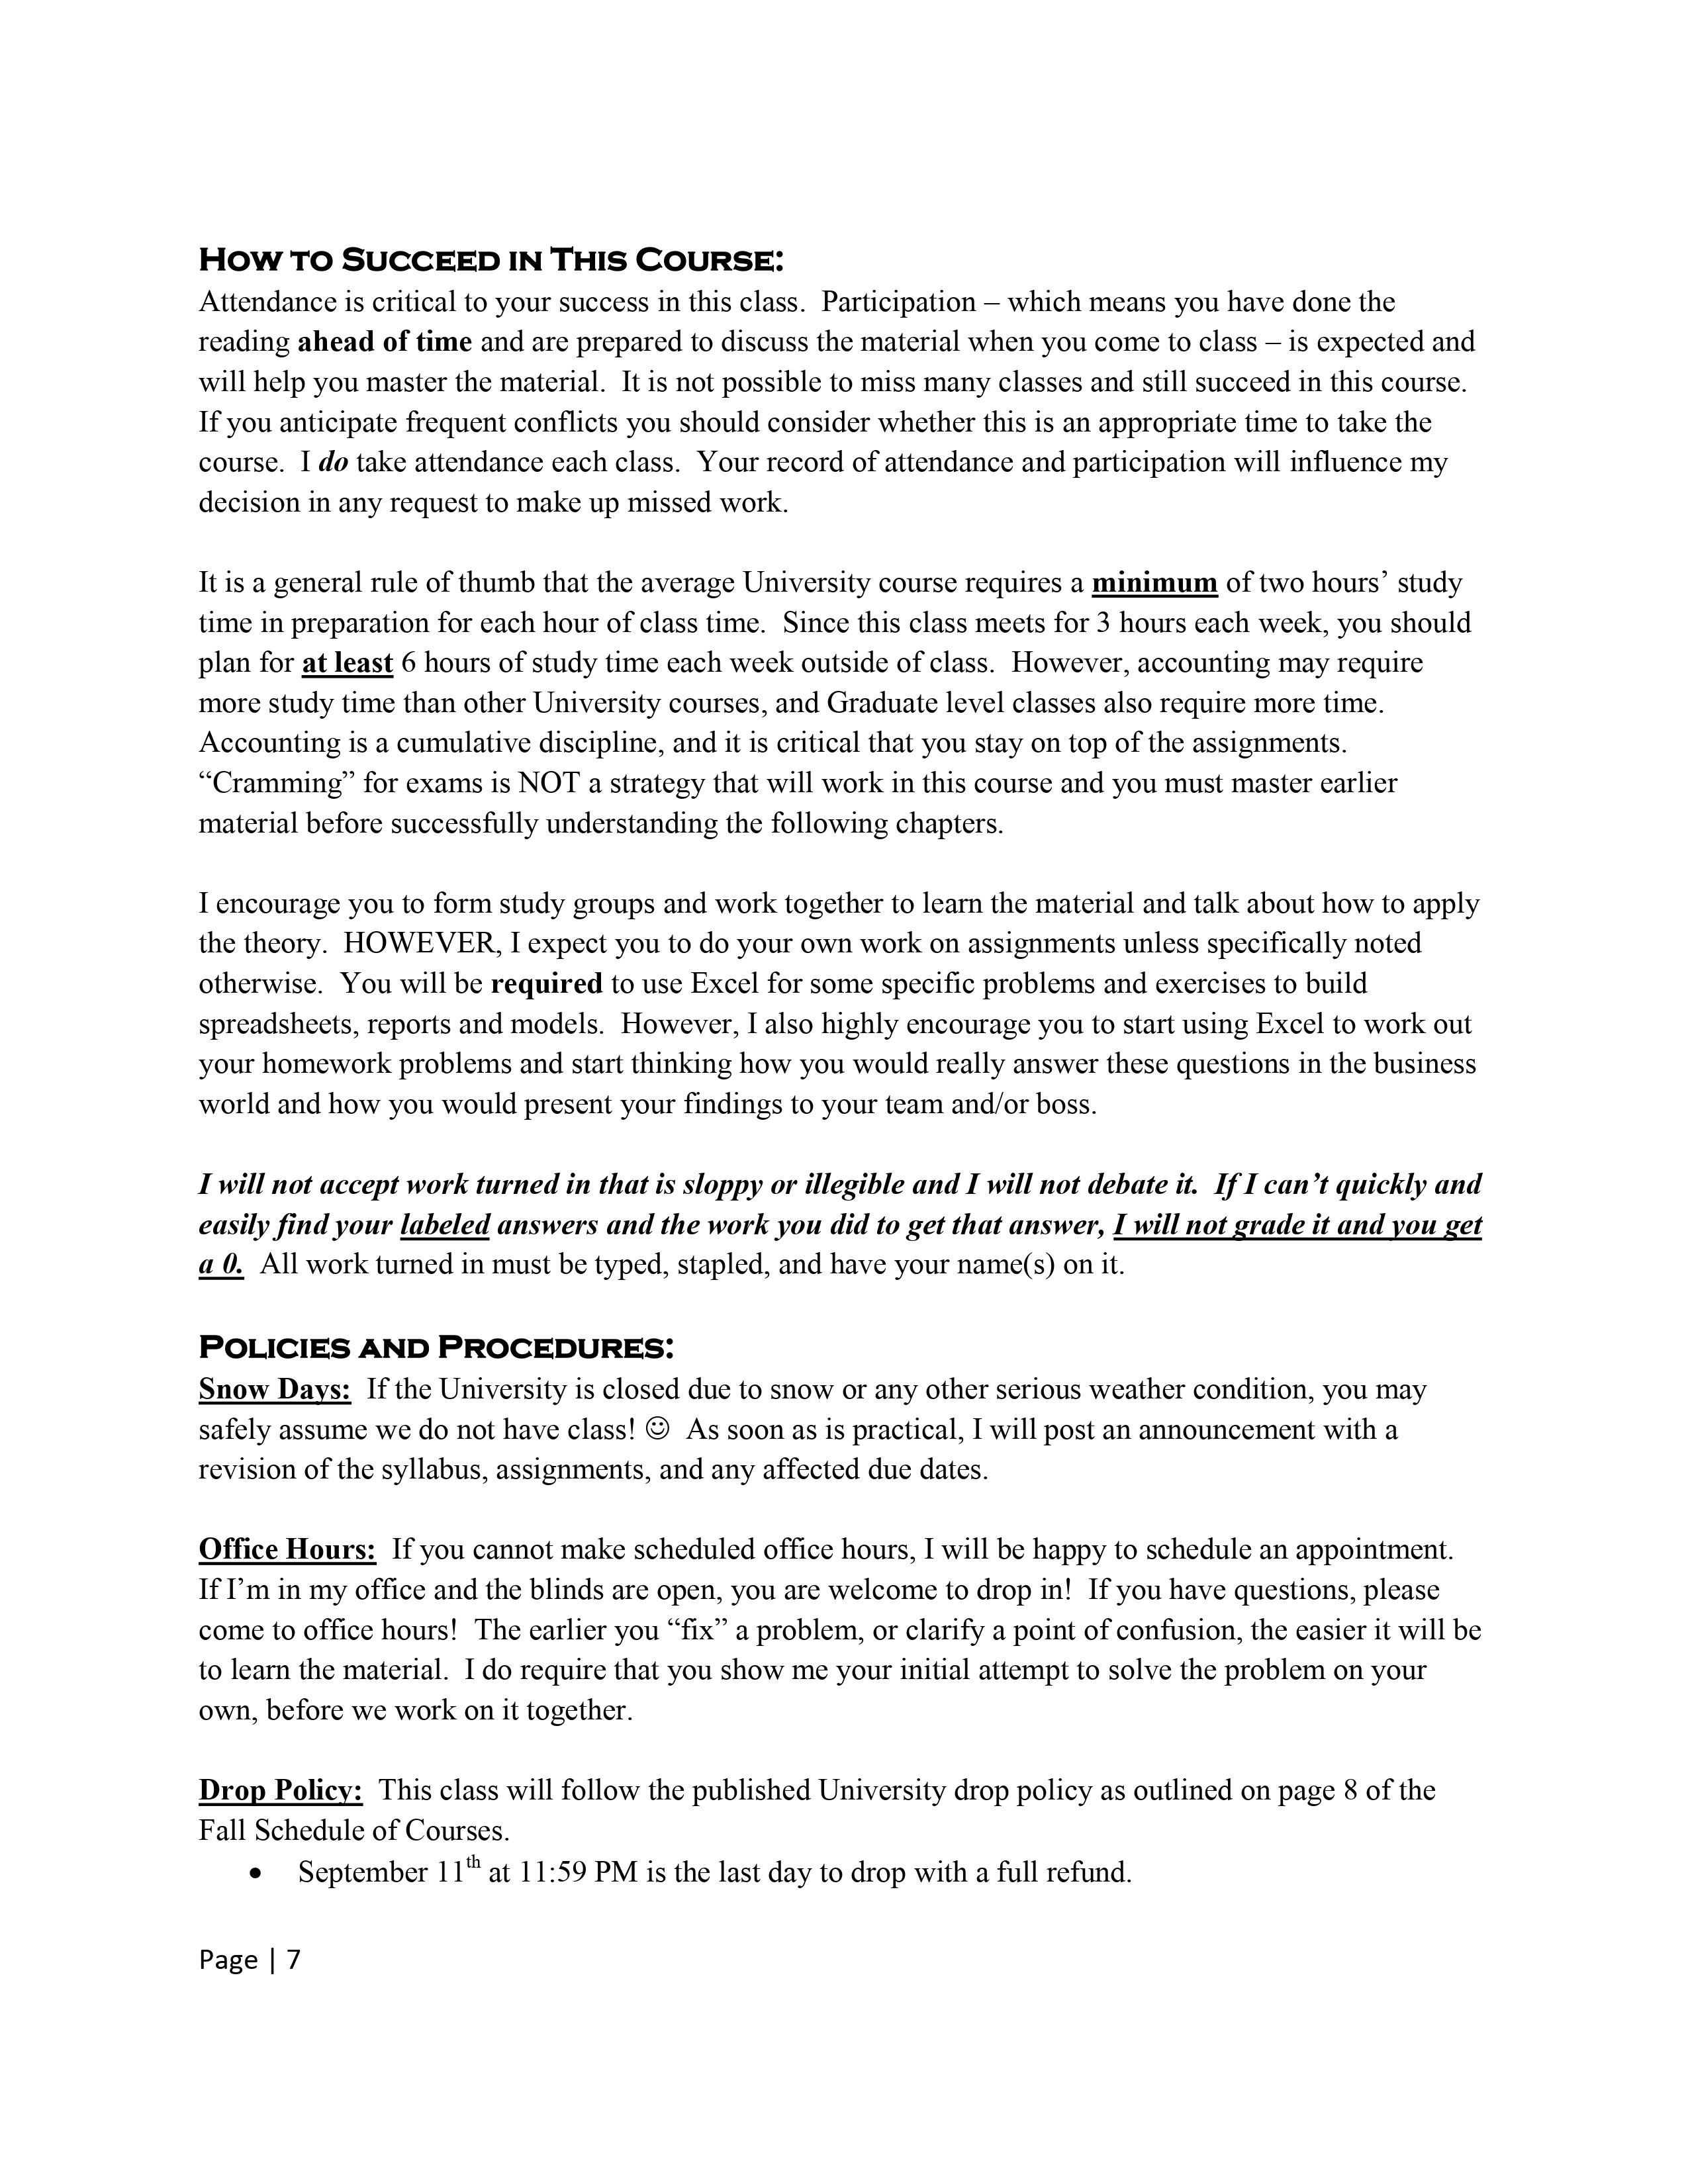 How to Succeed in This Course:
Attendance is critical to your success in this class.  Participation – which means you have done the
reading ahead of time and are prepared to discuss the material when you come to class – is expected and
will help you master the material.  It is not possible to miss many classes and still succeed in this course.
If you anticipate frequent conflicts you should consider whether this is an appropriate time to take the
course.  I do take attendance each class.  Your record of attendance and participation will influence my
decision in any request to make up missed work.
It is a general rule of thumb that the average University course requires a minimum of two hours’ study
time in preparation for each hour of class time.  Since this class meets for 3 hours each week, you should
plan for at least 6 hours of study time each week outside of class.  However, accounting may require
more study time than other University courses, and Graduate level classes also require more time.
Accounting is a cumulative discipline, and it is critical that you stay on top of the assignments.
“Cramming” for exams is NOT a strategy that will work in this course and you must master earlier
material before successfully understanding the following chapters.
I encourage you to form study groups and work together to learn the material and talk about how to apply
the theory.  HOWEVER, I expect you to do your own work on assignments unless specifically noted
otherwise.  You will be required to use Excel for some specific problems and exercises to build
spreadsheets, reports and models.  However, I also highly encourage you to start using Excel to work out
your homework problems and start thinking how you would really answer these questions in the business
world and how you would present your findings to your team and/or boss.
I will not accept work turned in that is sloppy or illegible and I will not debate it.  If I can’t quickly and
easily find your labeled answers and the work you did to get that answer, I will not grade it and you get
a 0.  All work turned in must be typed, stapled, and have your name(s) on it.
Policies and Procedures:
Snow Days:  If the University is closed due to snow or any other serious weather condition, you may
safely assume we do not have class! ☺  As soon as is practical, I will post an announcement with a
revision of the syllabus, assignments, and any affected due dates.
Office Hours:  If you cannot make scheduled office hours, I will be happy to schedule an appointment.
If I’m in my office and the blinds are open, you are welcome to drop in!  If you have questions, please
come to office hours!  The earlier you “fix” a problem, or clarify a point of confusion, the easier it will be
to learn the material.  I do require that you show me your initial attempt to solve the problem on your
own, before we work on it together.
Drop Policy:  This class will follow the published University drop policy as outlined on page 8 of the
Fall Schedule of Courses.
• September 11th at 11:59 PM is the last day to drop with a full refund.
Page | 7